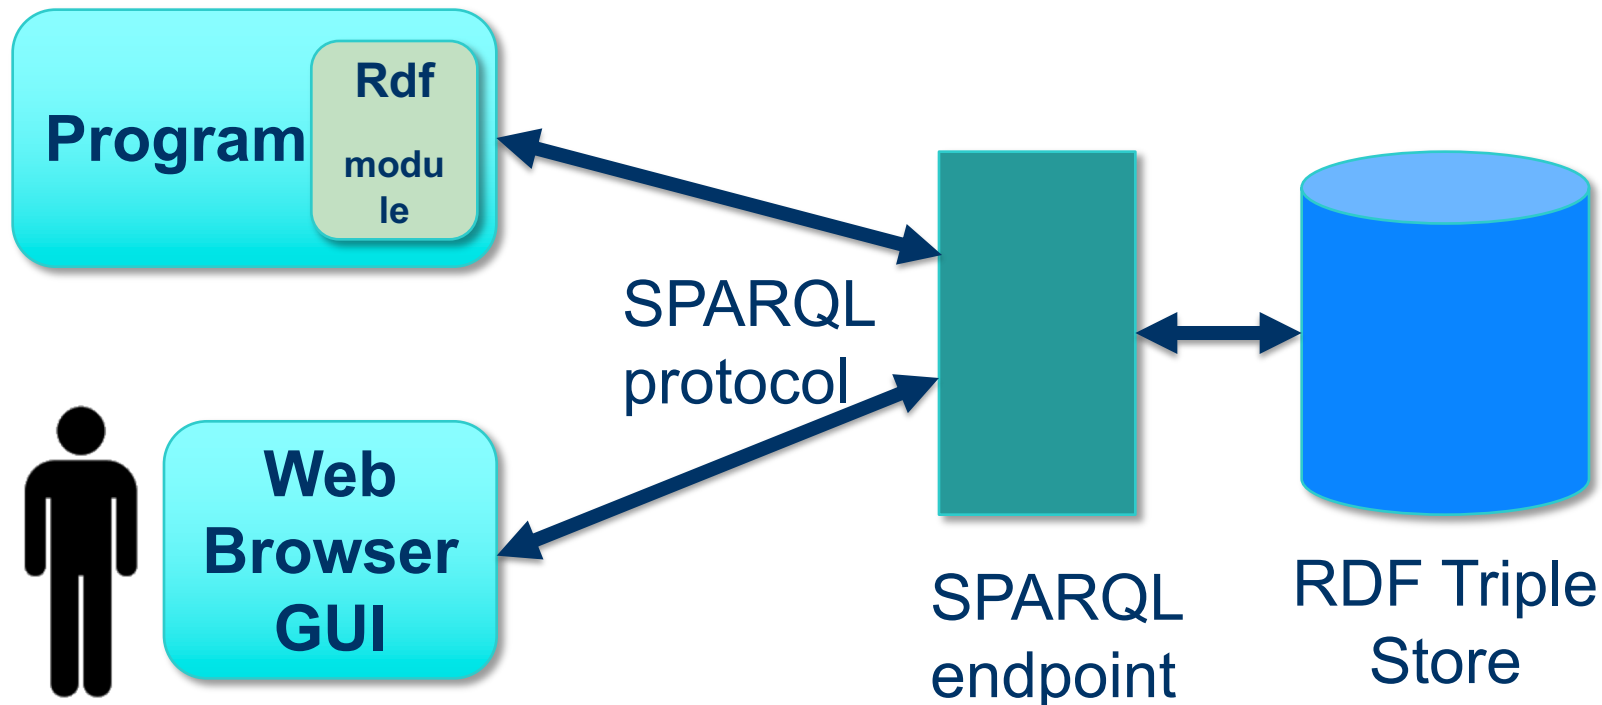 Program
Rdf
modu
le
SPARQL
protocol
Web
Browser
GUI
SPARQL
endpoint
RDF Triple
Store